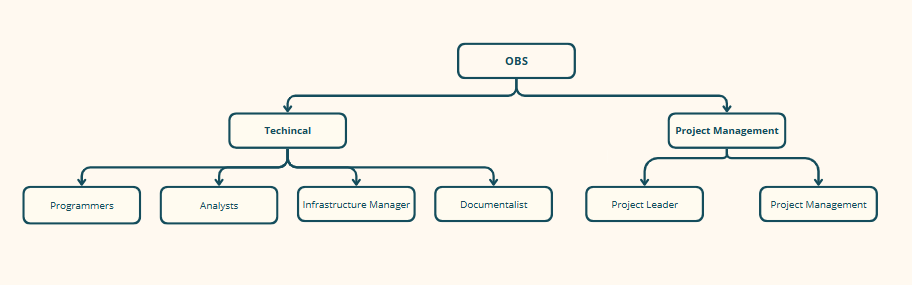 OBS
Techincal
Project Management
Programmers
Analysts
Infrastructure Manager
Documentalist
Project Leader
Project Management